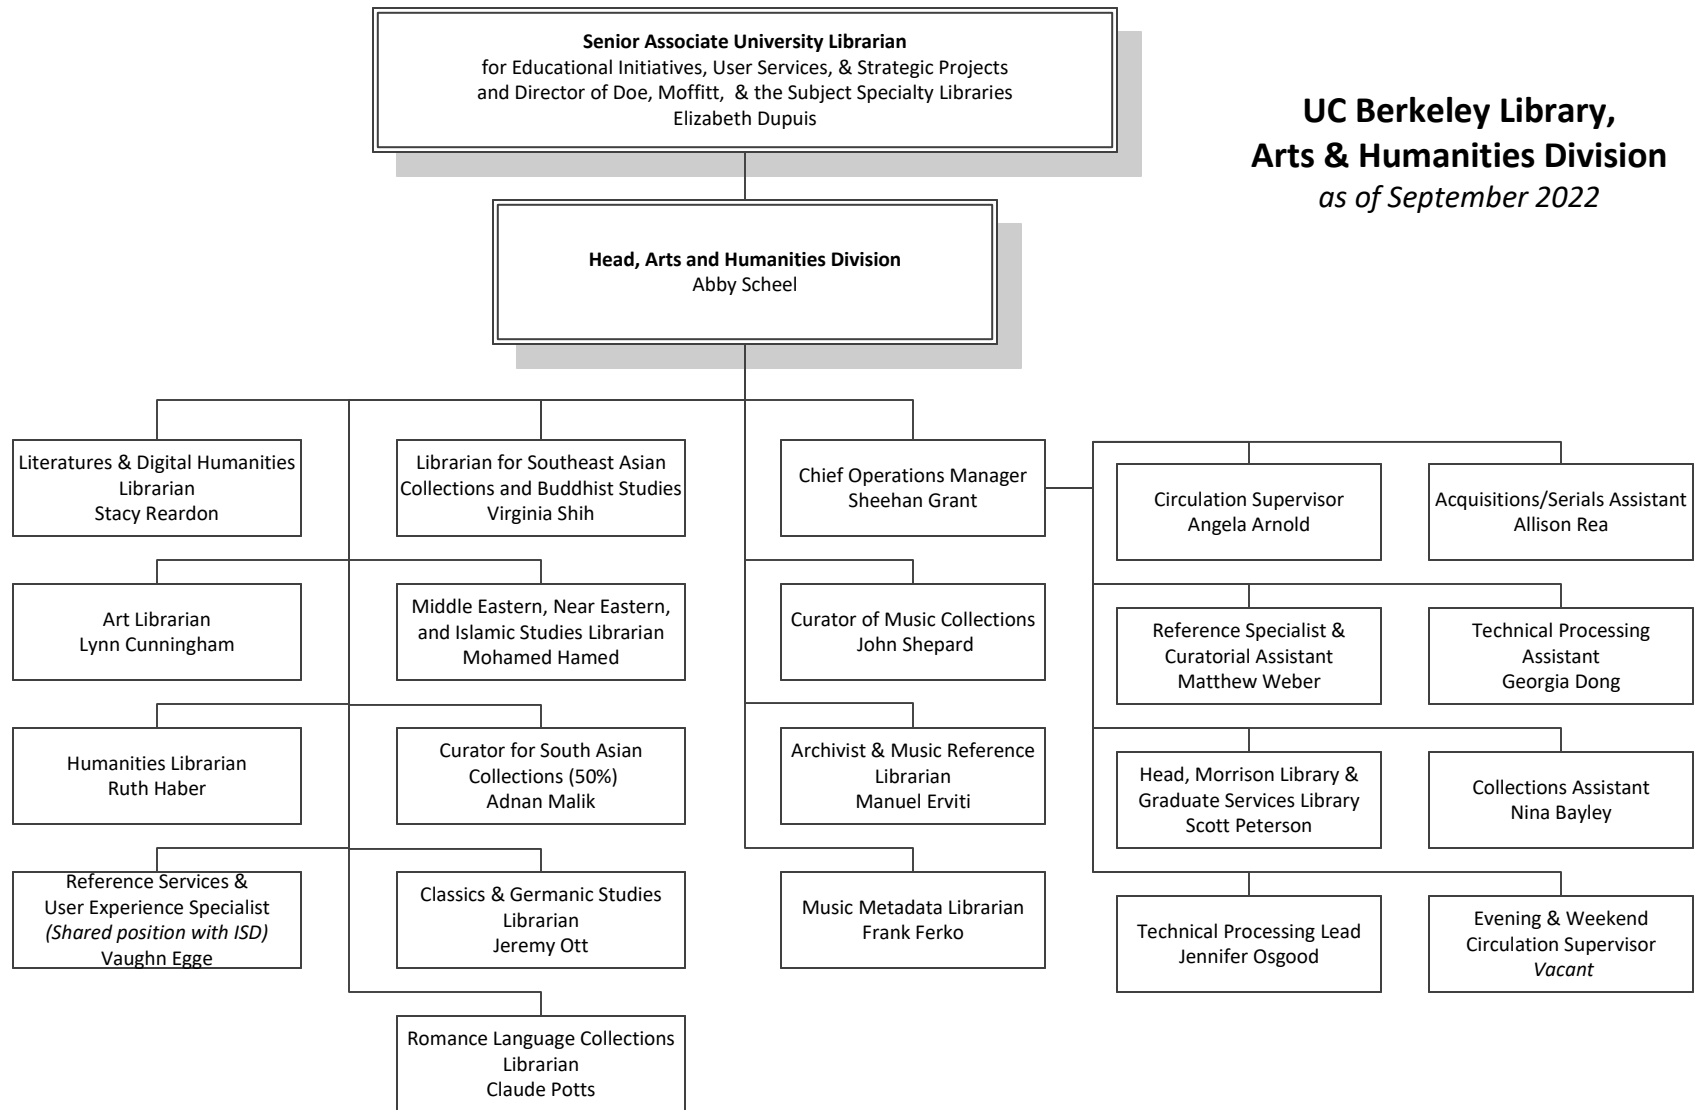 Senior Associate University Librarian
for Educational Initiatives, User Services, & Strategic Projects
and Director of Doe, Moffitt, & the Subject Specialty Libraries
Elizabeth Dupuis
UC Berkeley Library,
Arts & Humanities Division
as of September 2022
Head, Arts and Humanities Division
Abby Scheel
Literatures & Digital Humanities
Librarian
Stacy Reardon
Librarian for Southeast Asian
Collections and Buddhist Studies
Virginia Shih
Chief Operations Manager
Sheehan Grant
Circulation Supervisor
Angela Arnold
Acquisitions/Serials Assistant
Allison Rea
Art Librarian
Lynn Cunningham
Middle Eastern, Near Eastern,
and Islamic Studies Librarian
Mohamed Hamed
Curator of Music Collections
John Shepard
Reference Specialist &
Curatorial Assistant
Matthew Weber
Technical Processing
Assistant
Georgia Dong
Humanities Librarian
Ruth Haber
Curator for South Asian
Collections (50%)
Adnan Malik
Archivist & Music Reference
Librarian
Manuel Erviti
Head, Morrison Library &
Graduate Services Library
Scott Peterson
Collections Assistant
Nina Bayley
Reference Services &
User Experience Specialist
(Shared position with ISD)
Vaughn Egge
Classics & Germanic Studies
Librarian
Jeremy Ott
Music Metadata Librarian
Frank Ferko
Technical Processing Lead
Jennifer Osgood
Evening & Weekend
Circulation Supervisor
Vacant
Romance Language Collections
Librarian
Claude Potts